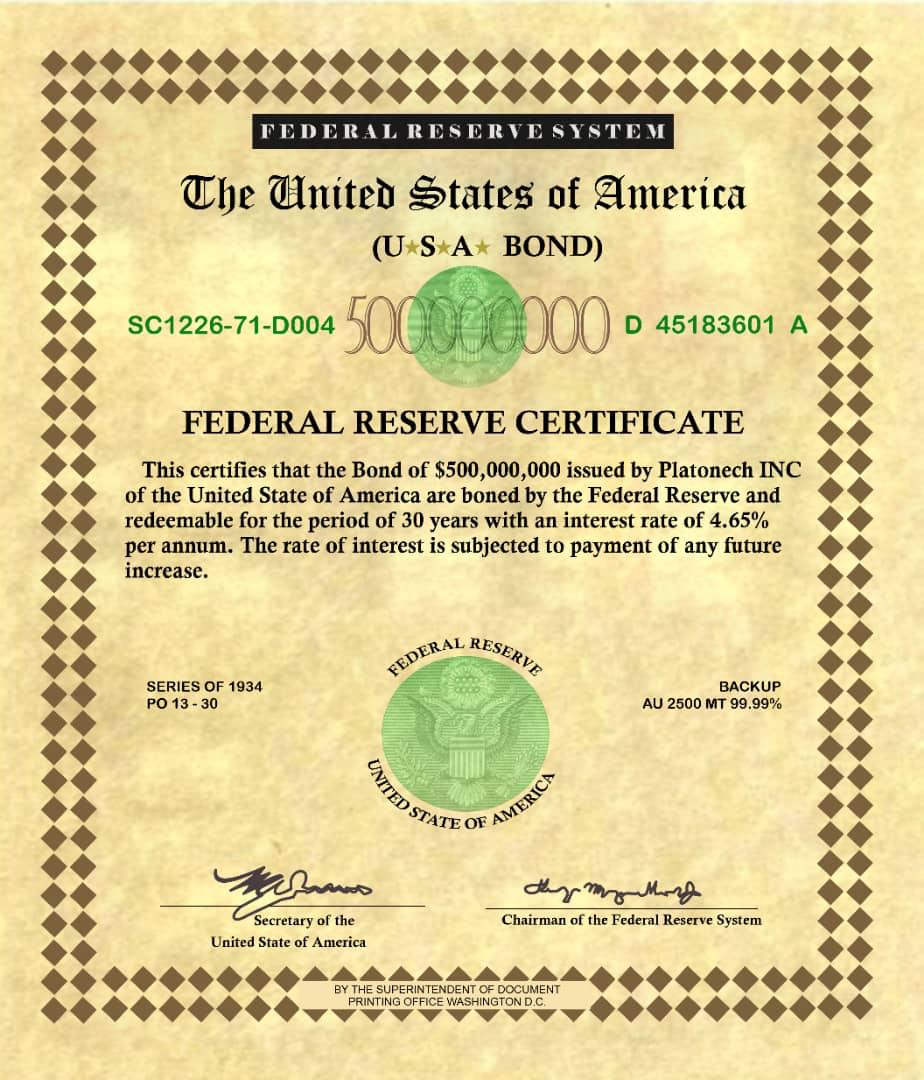 FEDERAL RESERVE SYSTEM
The United States of America
(U★S★A★ BOND)
SC1226-71-D004 500000000 D 45183601 A
FEDERAL RESERVE CERTIFICATE
This certifies that the Bond of $500,000,000 issued by Platonech INC
of the United State of America are boned by the Federal Reserve and
redeemable for the period of 30 years with an interest rate of 4.65%
per annum. The rate of interest is subjected to payment of any future
increase.
FEDERAL RESERVE
SERIES OF 1934
PO 13 - 30
BACKUP
AU 2500 MT 99.99%
UNITED STATE OF AMERICA
Secretary of the
United State of America
Chairman of the Federal Reserve System
BY THE SUPERINTENDENT OF DOCUMENT
PRINTING OFFICE WASHINGTON D.C.